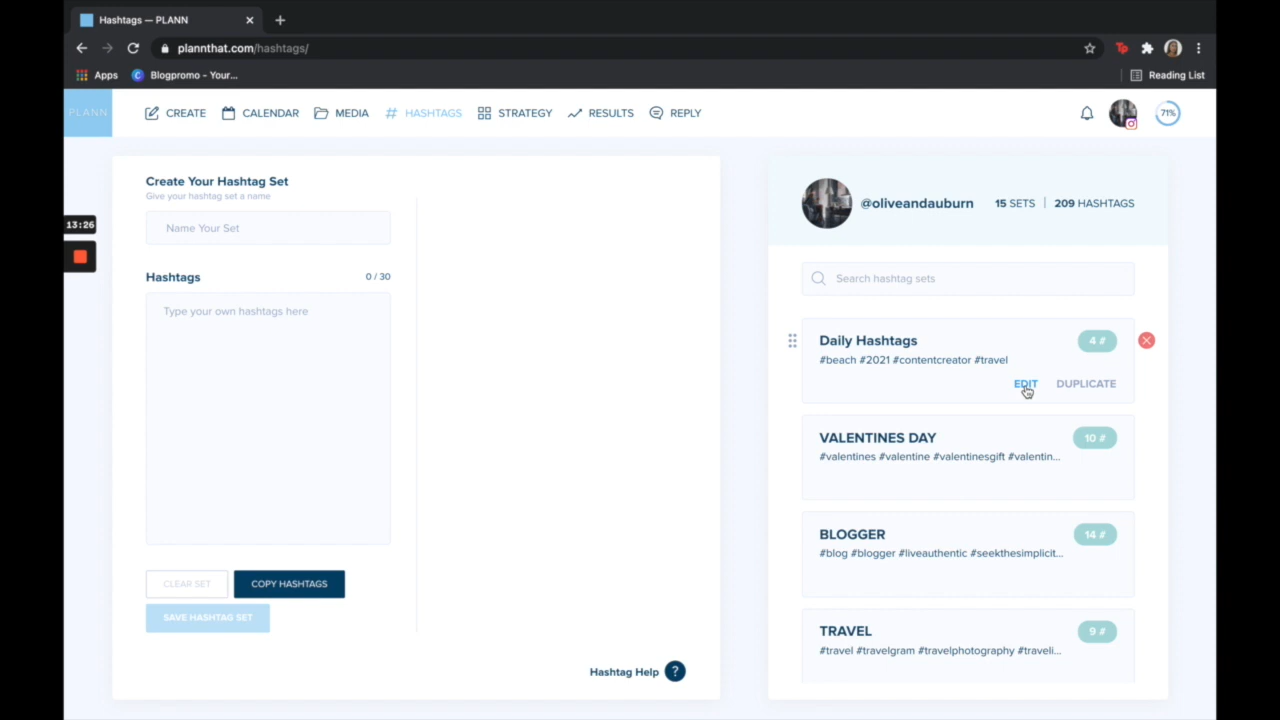 Hashtags — PLANN
plannthat.com/hashtags/
Apps
Blogpromo - Your...
Reading List
PLANN
CREATE
CALENDAR
MEDIA
# HASHTAGS
STRATEGY
RESULTS
REPLY
71%
13:26
Create Your Hashtag Set
Give your hashtag set a name
Name Your Set
Hashtags
0 / 30
Type your own hashtags here
CLEAR SET
COPY HASHTAGS
SAVE HASHTAG SET
Hashtag Help ?
@oliveandauburn
15 SETS | 209 HASHTAGS
Search hashtag sets
Daily Hashtags
4 #
#beach #2021 #contentcreator #travel
EDIT
DUPLICATE
VALENTINES DAY
10 #
#valentines #valentine #valentinesgift #valentin...
BLOGGER
14 #
#blog #blogger #liveauthentic #seekthesimplicit...
TRAVEL
9 #
#travel #travelgram #travelphotography #traveli...